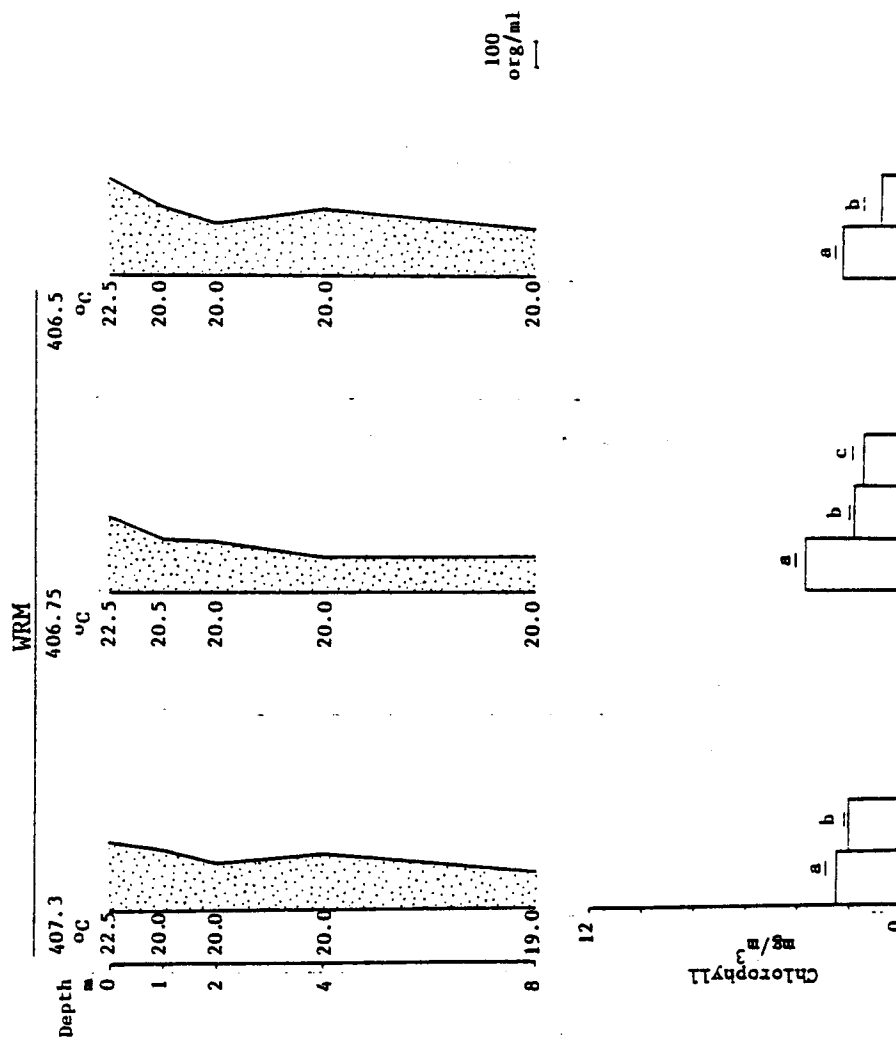 WRM
407.3 406.75 406.5
Depth m °C °C °C
0 22.5 22.5 22.5
1 20.0 20.5 20.0
2 20.0 20.0 20.0
4 20.0 20.0 20.0
8 19.0 20.0 20.0
100
org/ml
12
Chlorophyll
mg/m3
a b a b c a b
0